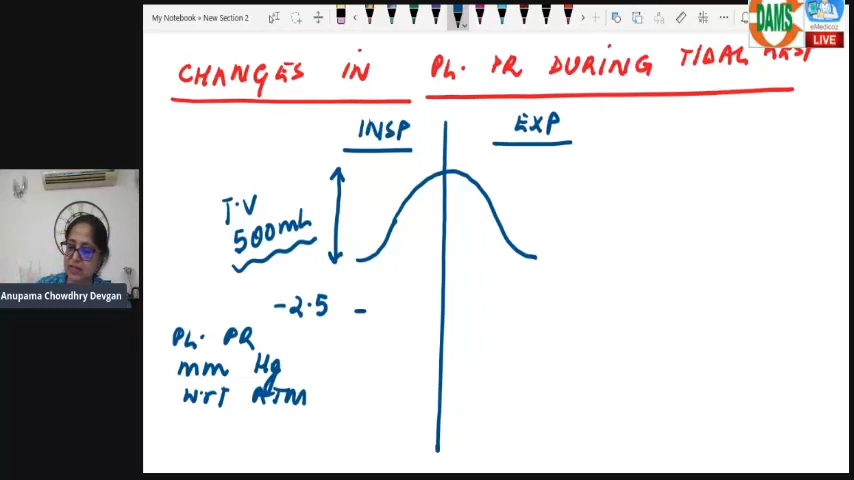 My Notebook » New Section 2
DAMS
eMedicoz
LIVE
CHANGES IN PL. PR DURING TIDAL RESP
INSP
EXP
T.V
500ml
-2.5 -
PL. PR
mm Hg
W.r.T ATM
Anupama Chowdhry Devgan